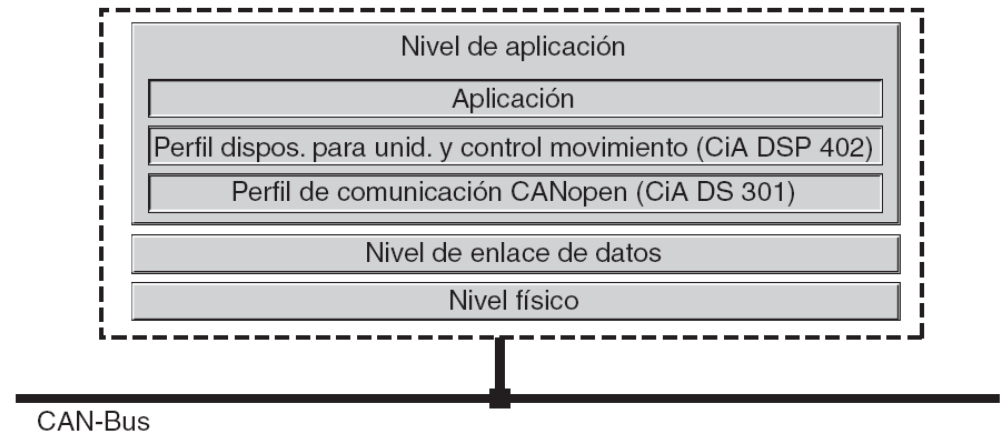 Nivel de aplicación
Aplicación
Perfil dispos. para unid. y control movimiento (CiA DSP 402)
Perfil de comunicación CANopen (CiA DS 301)
Nivel de enlace de datos
Nivel físico
CAN-Bus